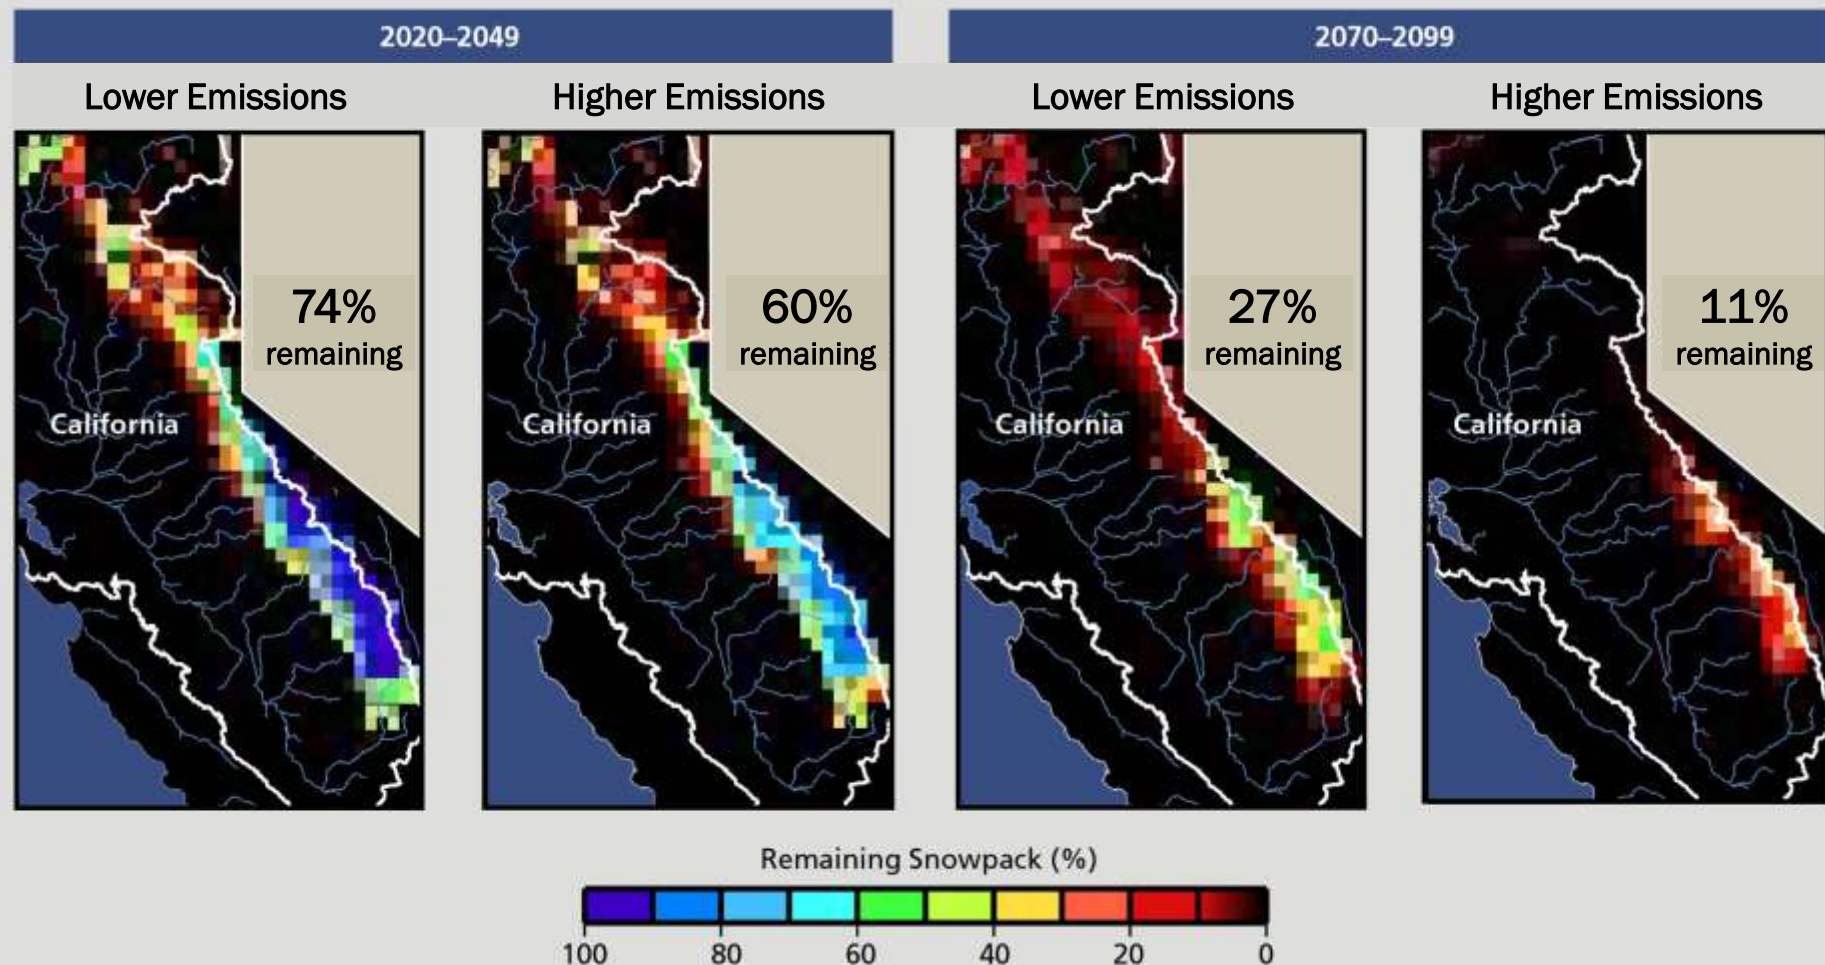 2020–2049
2070–2099
Lower Emissions
Higher Emissions
Lower Emissions
Higher Emissions
74%
remaining
60%
remaining
27%
remaining
11%
remaining
California
California
California
California
Remaining Snowpack (%)
100
80
60
40
20
0